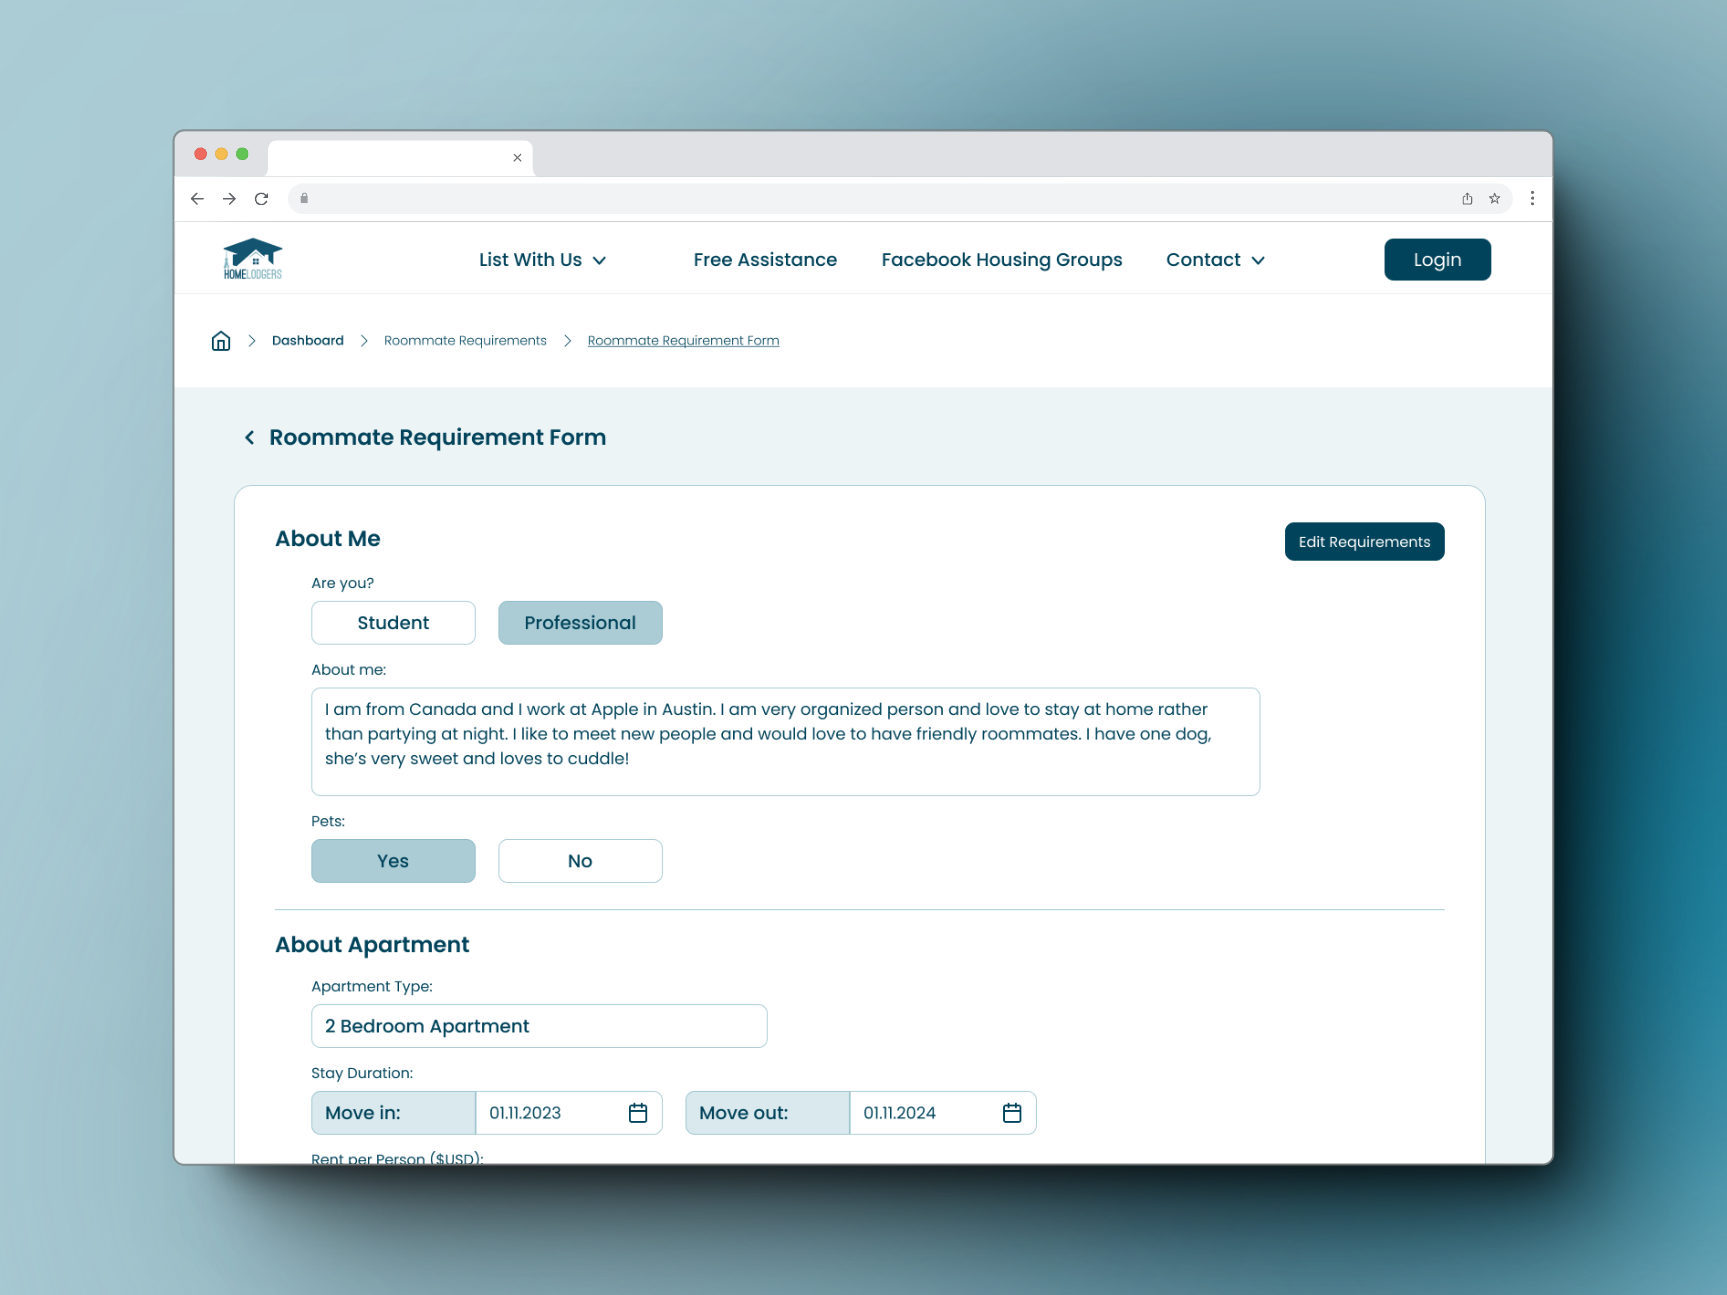 HOMELODGERS
List With Us
Free Assistance
Facebook Housing Groups
Contact
Login
Dashboard
Roommate Requirements
Roommate Requirement Form
Roommate Requirement Form
About Me
Edit Requirements
Are you?
Student
Professional
About me:
I am from Canada and I work at Apple in Austin. I am very organized person and love to stay at home rather
than partying at night. I like to meet new people and would love to have friendly roommates. I have one dog,
she’s very sweet and loves to cuddle!
Pets:
Yes
No
About Apartment
Apartment Type:
2 Bedroom Apartment
Stay Duration:
Move in:
01.11.2023
Move out:
01.11.2024
Rent per Person ($USD):